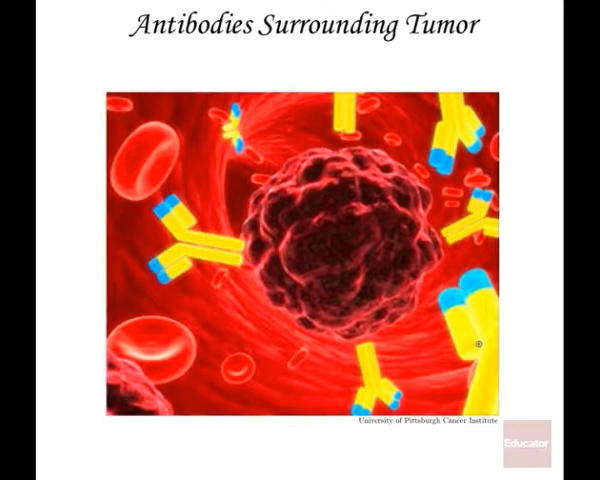 Antibodies Surrounding Tumor
University of Pittsburgh Cancer Institute
Educator